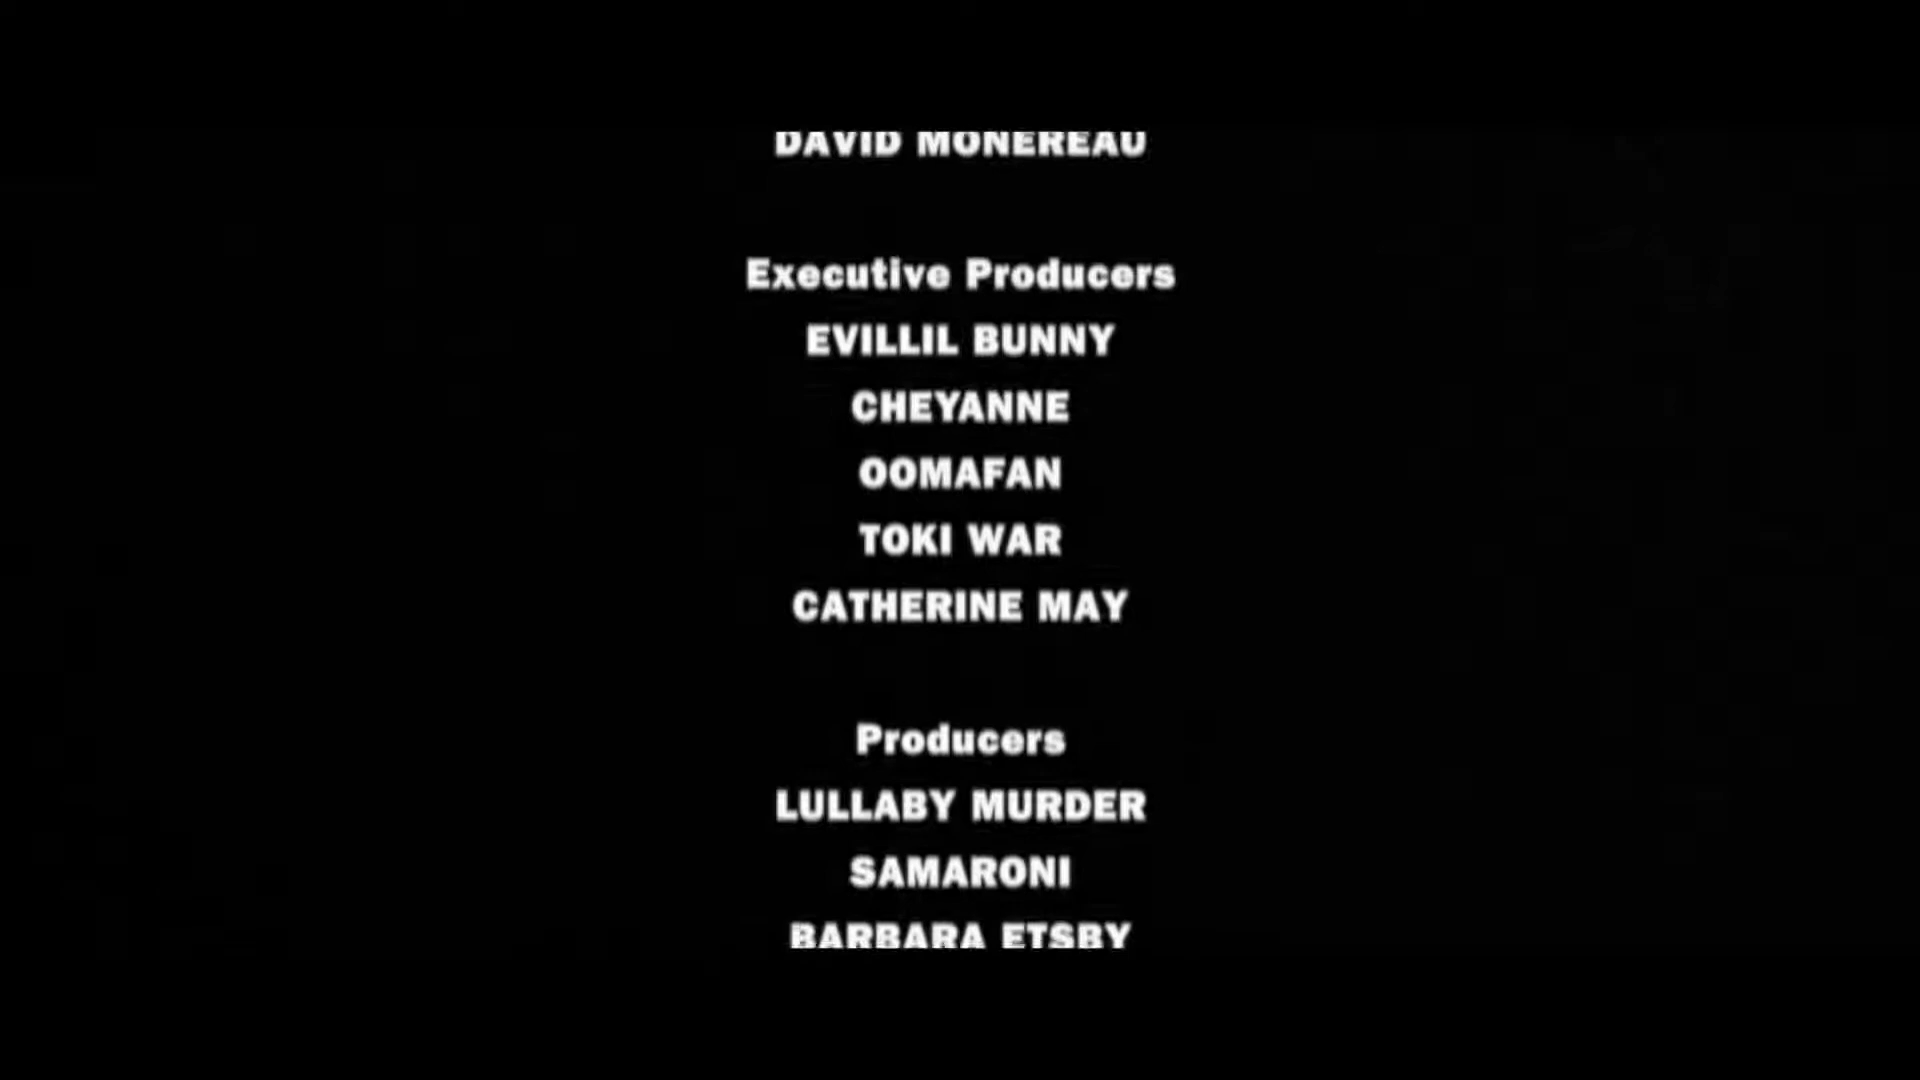 DAVID MONEREAU
Executive Producers
EVILLIL BUNNY
CHEYANNE
OOMAFAN
TOKI WAR
CATHERINE MAY
Producers
LULLABY MURDER
SAMARONI
BARBARA ETSBY